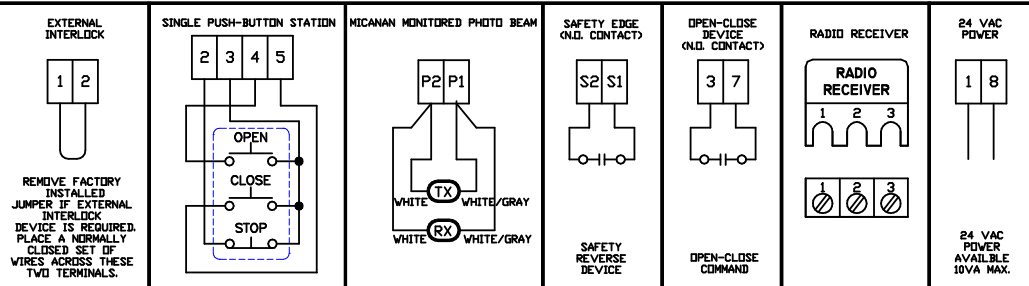 EXTERNAL
INTERLOCK
1 2
REMOVE FACTORY
INSTALLED
JUMPER IF EXTERNAL
INTERLOCK
DEVICE IS REQUIRED.
PLACE A NORMALLY
CLOSED SET OF
WIRES ACROSS THESE
TWO TERMINALS.
SINGLE PUSH-BUTTON STATION
2 3 4 5
OPEN
CLOSE
STOP
MICANAN MONITORED PHOTO BEAM
P2 P1
TX
WHITE WHITE/GRAY
RX
WHITE WHITE/GRAY
SAFETY EDGE
(N.O. CONTACT)
S2 S1
SAFETY
REVERSE
DEVICE
OPEN-CLOSE
DEVICE
(N.O. CONTACT)
3 7
OPEN-CLOSE
COMMAND
RADIO RECEIVER
RADIO
RECEIVER
1 2 3
1 2 3
24 VAC
POWER
1 8
24 VAC
POWER
AVAILBLE
10VA MAX.